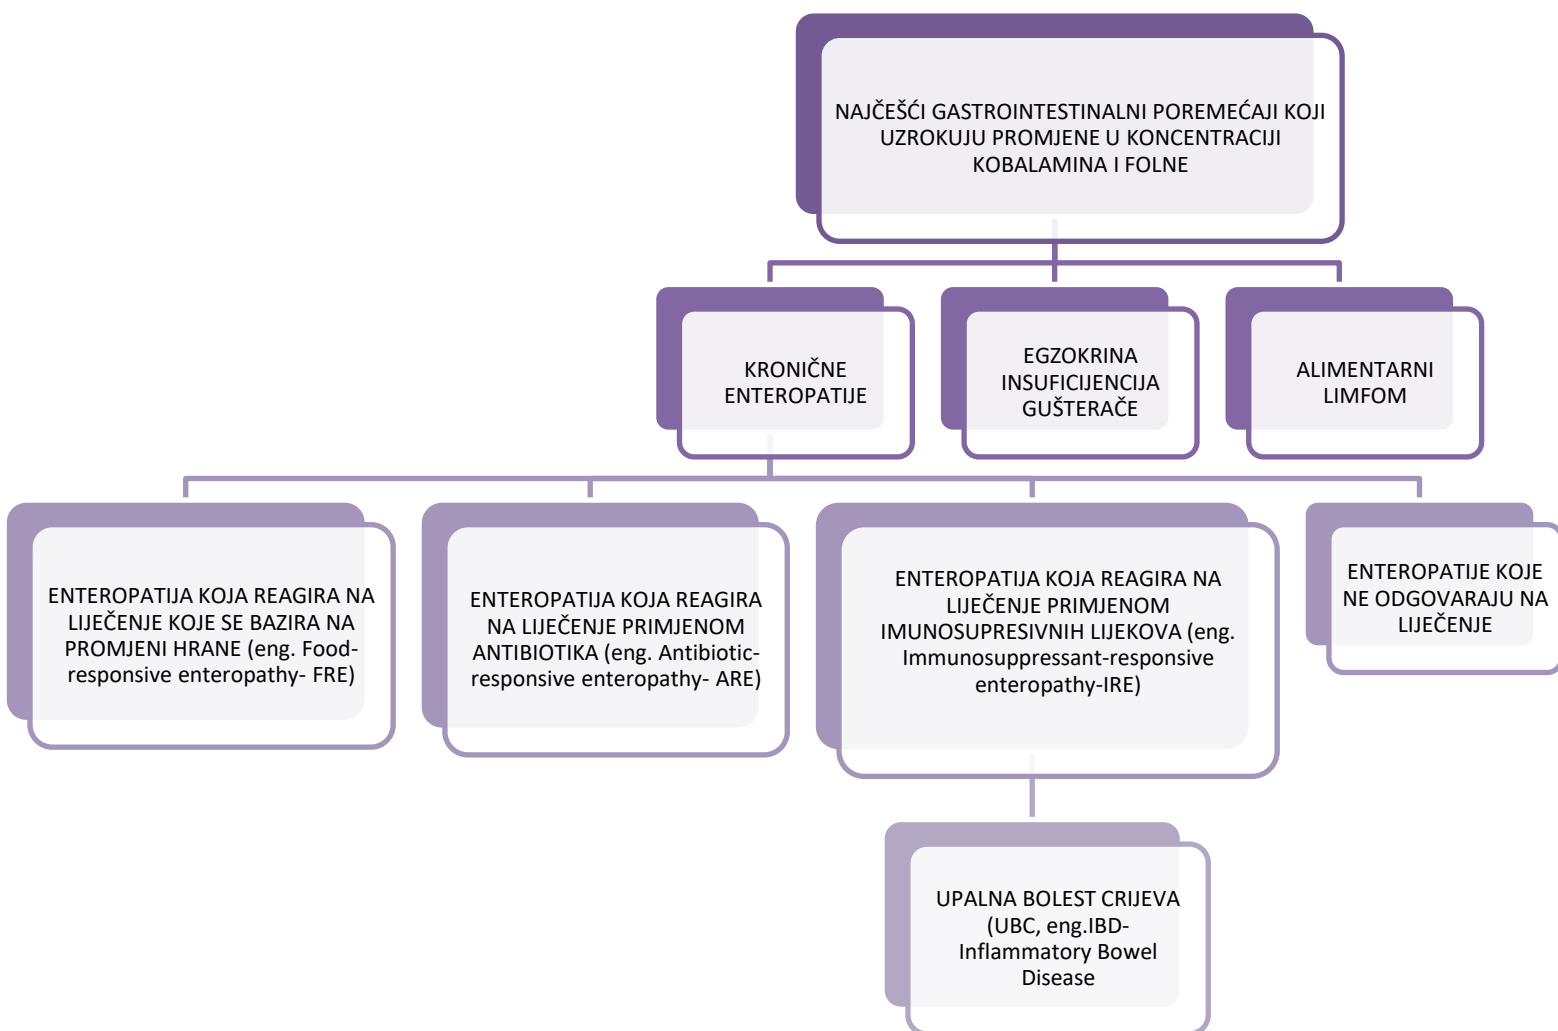 NAJČEŠĆI GASTROINTESTINALNI POREMEĆAJI KOJI
UZROKUJU PROMJENE U KONCENTRACIJI
KOBALAMINA I FOLNE
KRONIČNE
ENTEROPATIJE
EGZOKRINA
INSUFICIJENCIJA
GUŠTERAČE
ALIMENTARNI
LIMFOM
ENTEROPATIJA KOJA REAGIRA NA
LIJEČENJE KOJE SE BAZIRA NA
PROMJENI HRANE (eng. Food-
responsive enteropathy- FRE)
ENTEROPATIJA KOJA REAGIRA
NA LIJEČENJE PRIMJENOM
ANTIBIOTIKA (eng. Antibiotic-
responsive enteropathy- ARE)
ENTEROPATIJA KOJA REAGIRA NA
LIJEČENJE PRIMJENOM
IMUNOSUPRESIVNIH LIJEKOVA (eng.
Immunosuppressant-responsive
enteropathy-IRE)
ENTEROPATIJE KOJE
NE ODGOVARAJU NA
LIJEČENJE
UPALNA BOLEST CRIJEVA
(UBC, eng.IBD-
Inflammatory Bowel
Disease